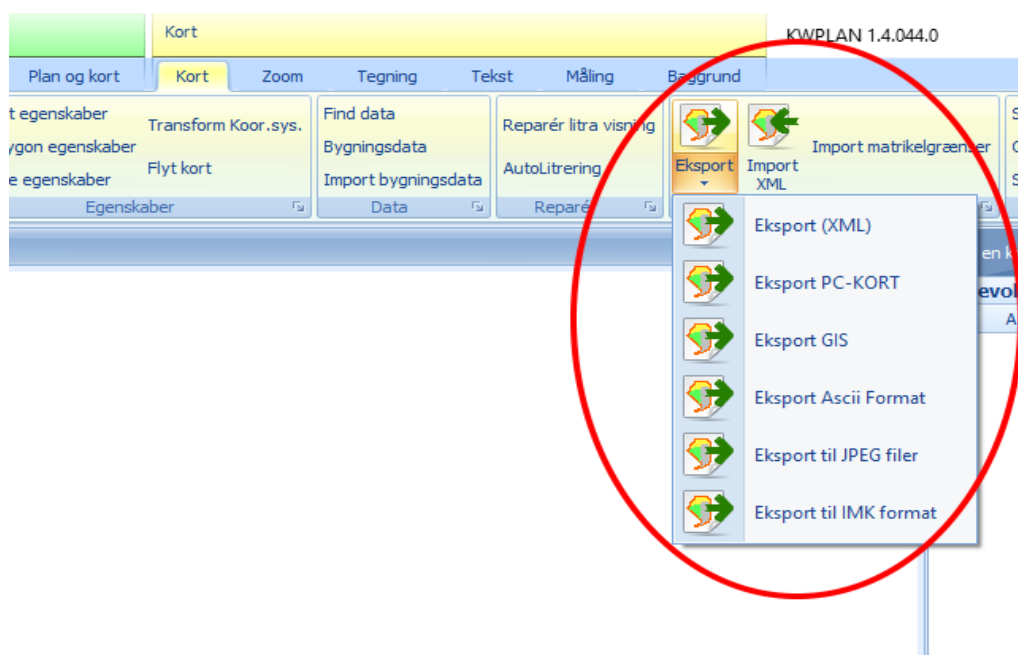 Kort
KWPLAN 1.4.044.0
Plan og kort
Kort
Zoom
Tegning
Tekst
Måling
Baggrund
t egenskaber
ygon egenskaber
e egenskaber
Egenskaber
Transform Koor.sys.
Flyt kort
Find data
Bygningsdata
Import bygningsdata
Data
Reparér litra visning
AutoLitrering
Reparér
Eksport
Import
XML
Import matrikelgrænser
Eksport (XML)
Eksport PC-KORT
Eksport GIS
Eksport Ascii Format
Eksport til JPEG filer
Eksport til IMK format
en k
evol
A